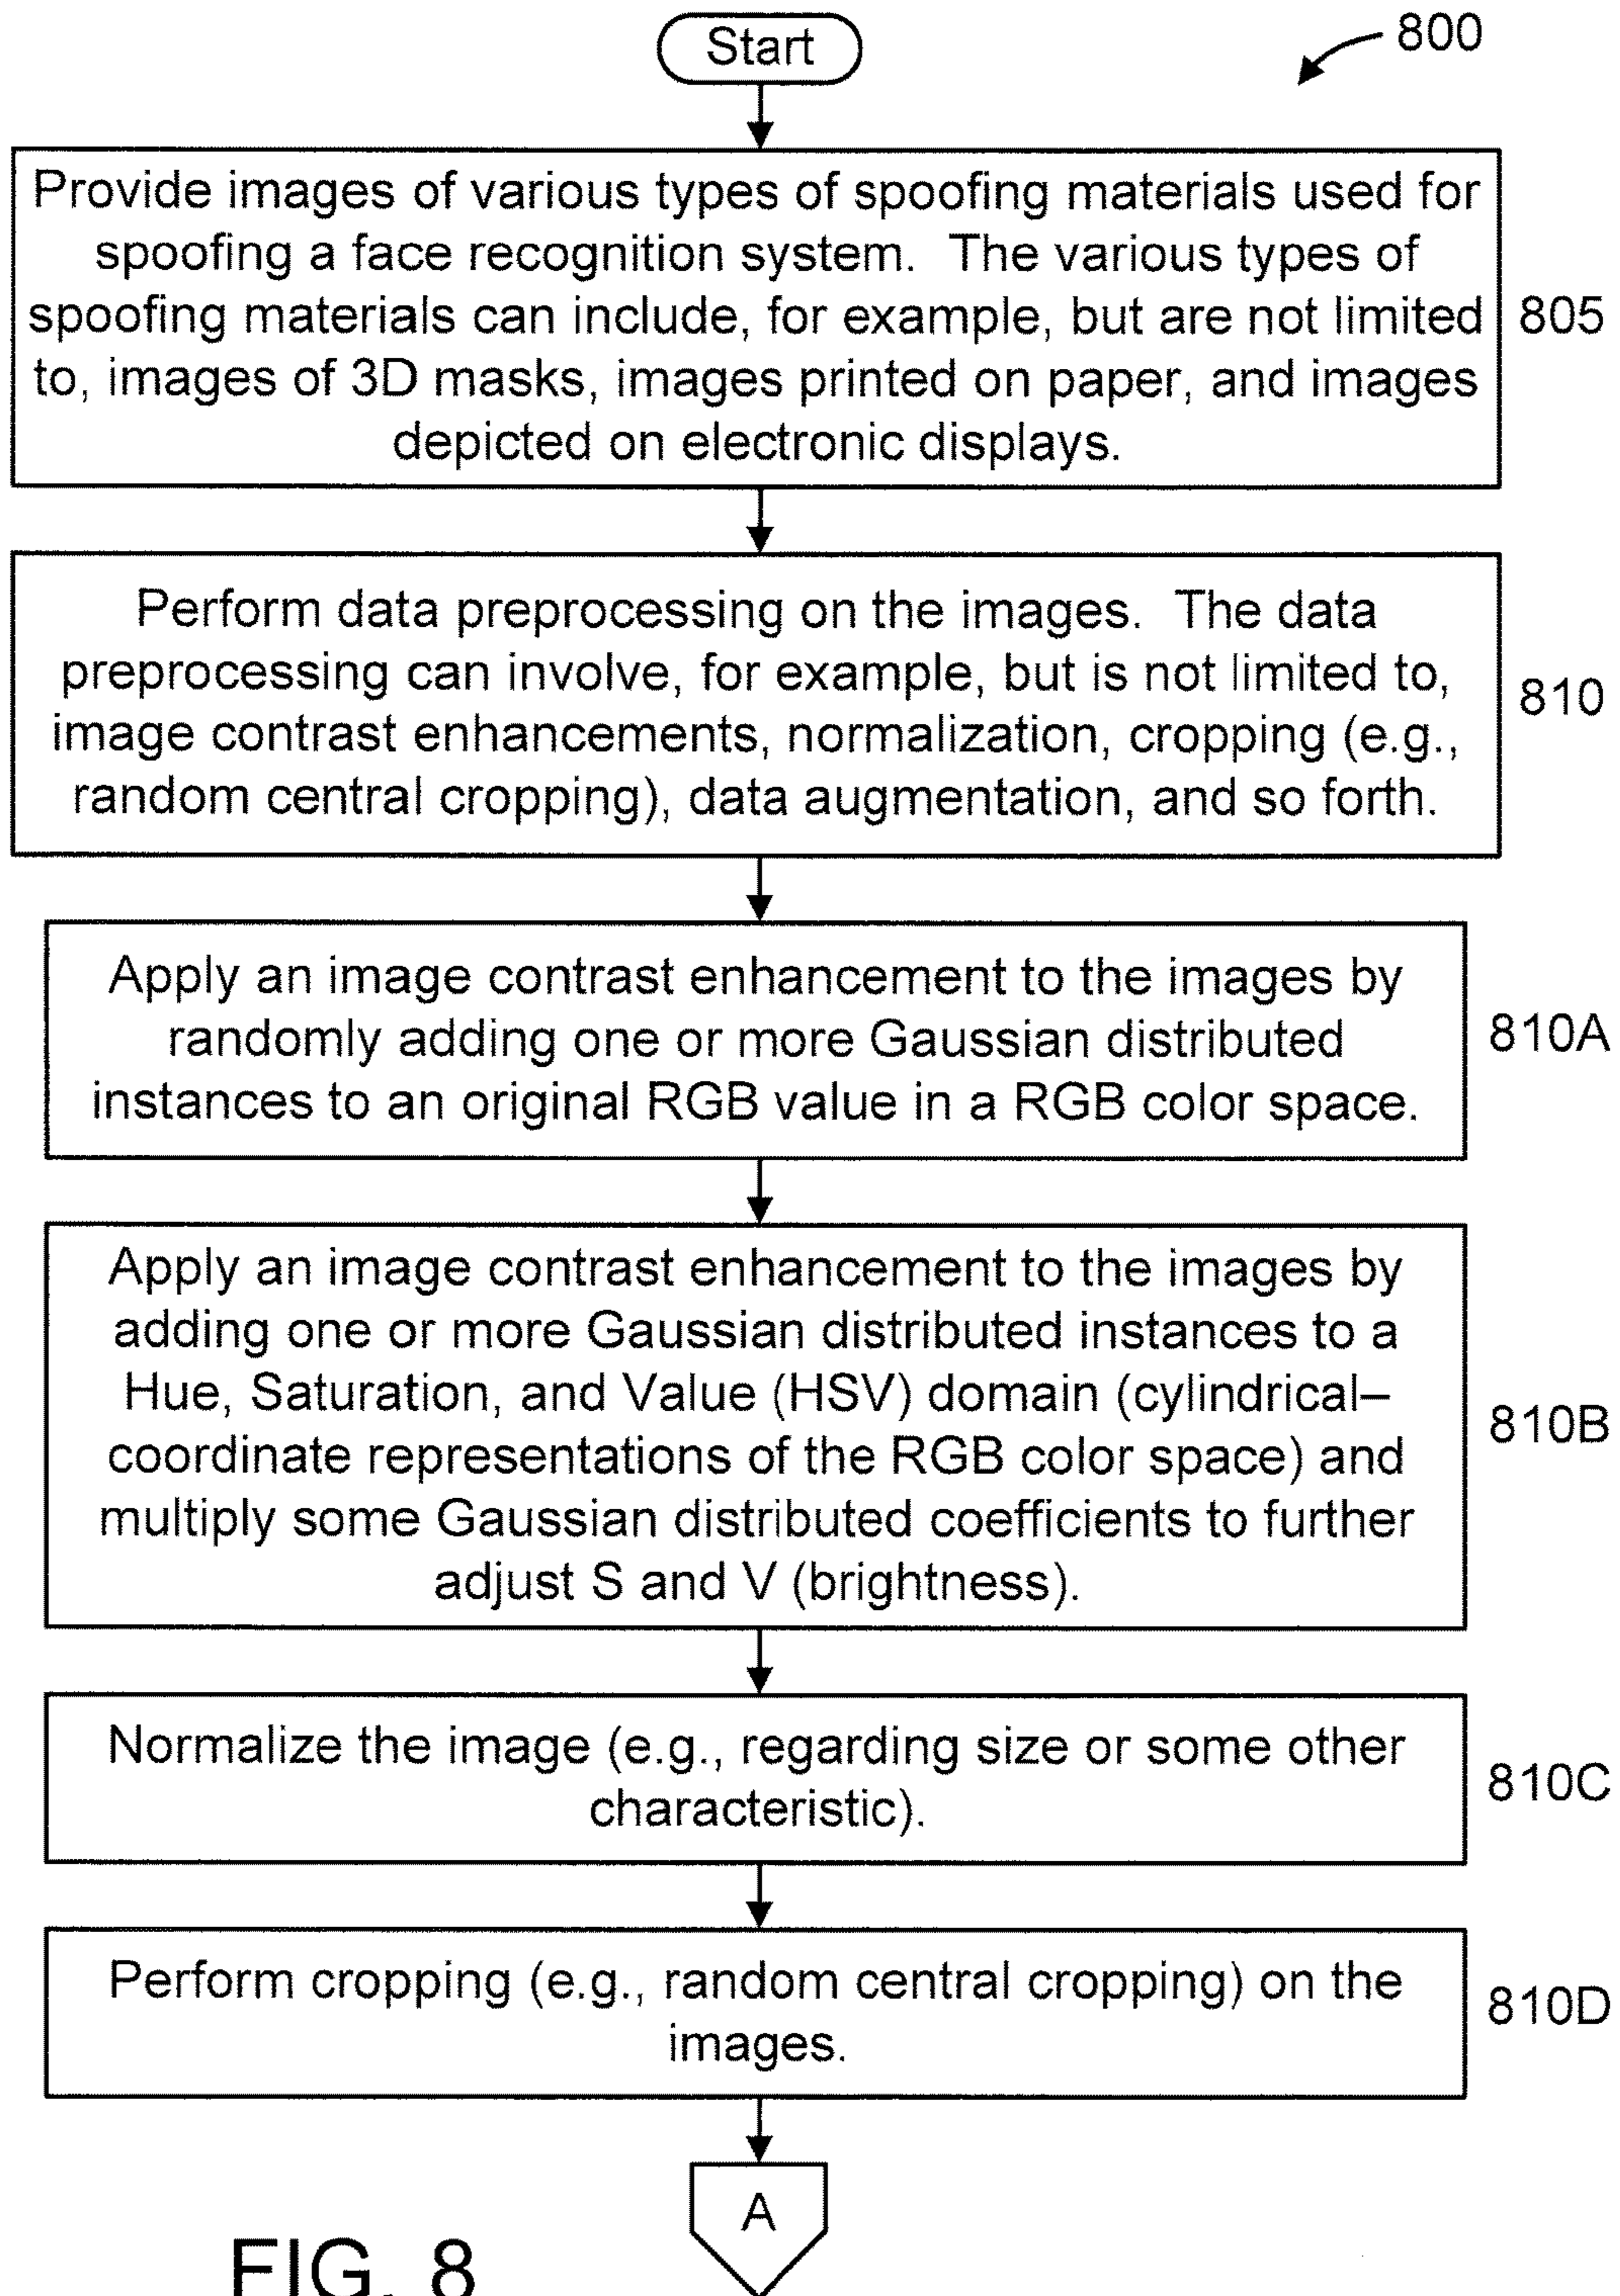 Start
800
Provide images of various types of spoofing materials used for
spoofing a face recognition system. The various types of
spoofing materials can include, for example, but are not limited
to, images of 3D masks, images printed on paper, and images
depicted on electronic displays.
805
Perform data preprocessing on the images. The data
preprocessing can involve, for example, but is not limited to,
image contrast enhancements, normalization, cropping (e.g.,
random central cropping), data augmentation, and so forth.
810
Apply an image contrast enhancement to the images by
randomly adding one or more Gaussian distributed
instances to an original RGB value in a RGB color space.
810A
Apply an image contrast enhancement to the images by
adding one or more Gaussian distributed instances to a
Hue, Saturation, and Value (HSV) domain (cylindrical–
coordinate representations of the RGB color space) and
multiply some Gaussian distributed coefficients to further
adjust S and V (brightness).
810B
Normalize the image (e.g., regarding size or some other
characteristic).
810C
Perform cropping (e.g., random central cropping) on the
images.
810D
A
FIG. 8